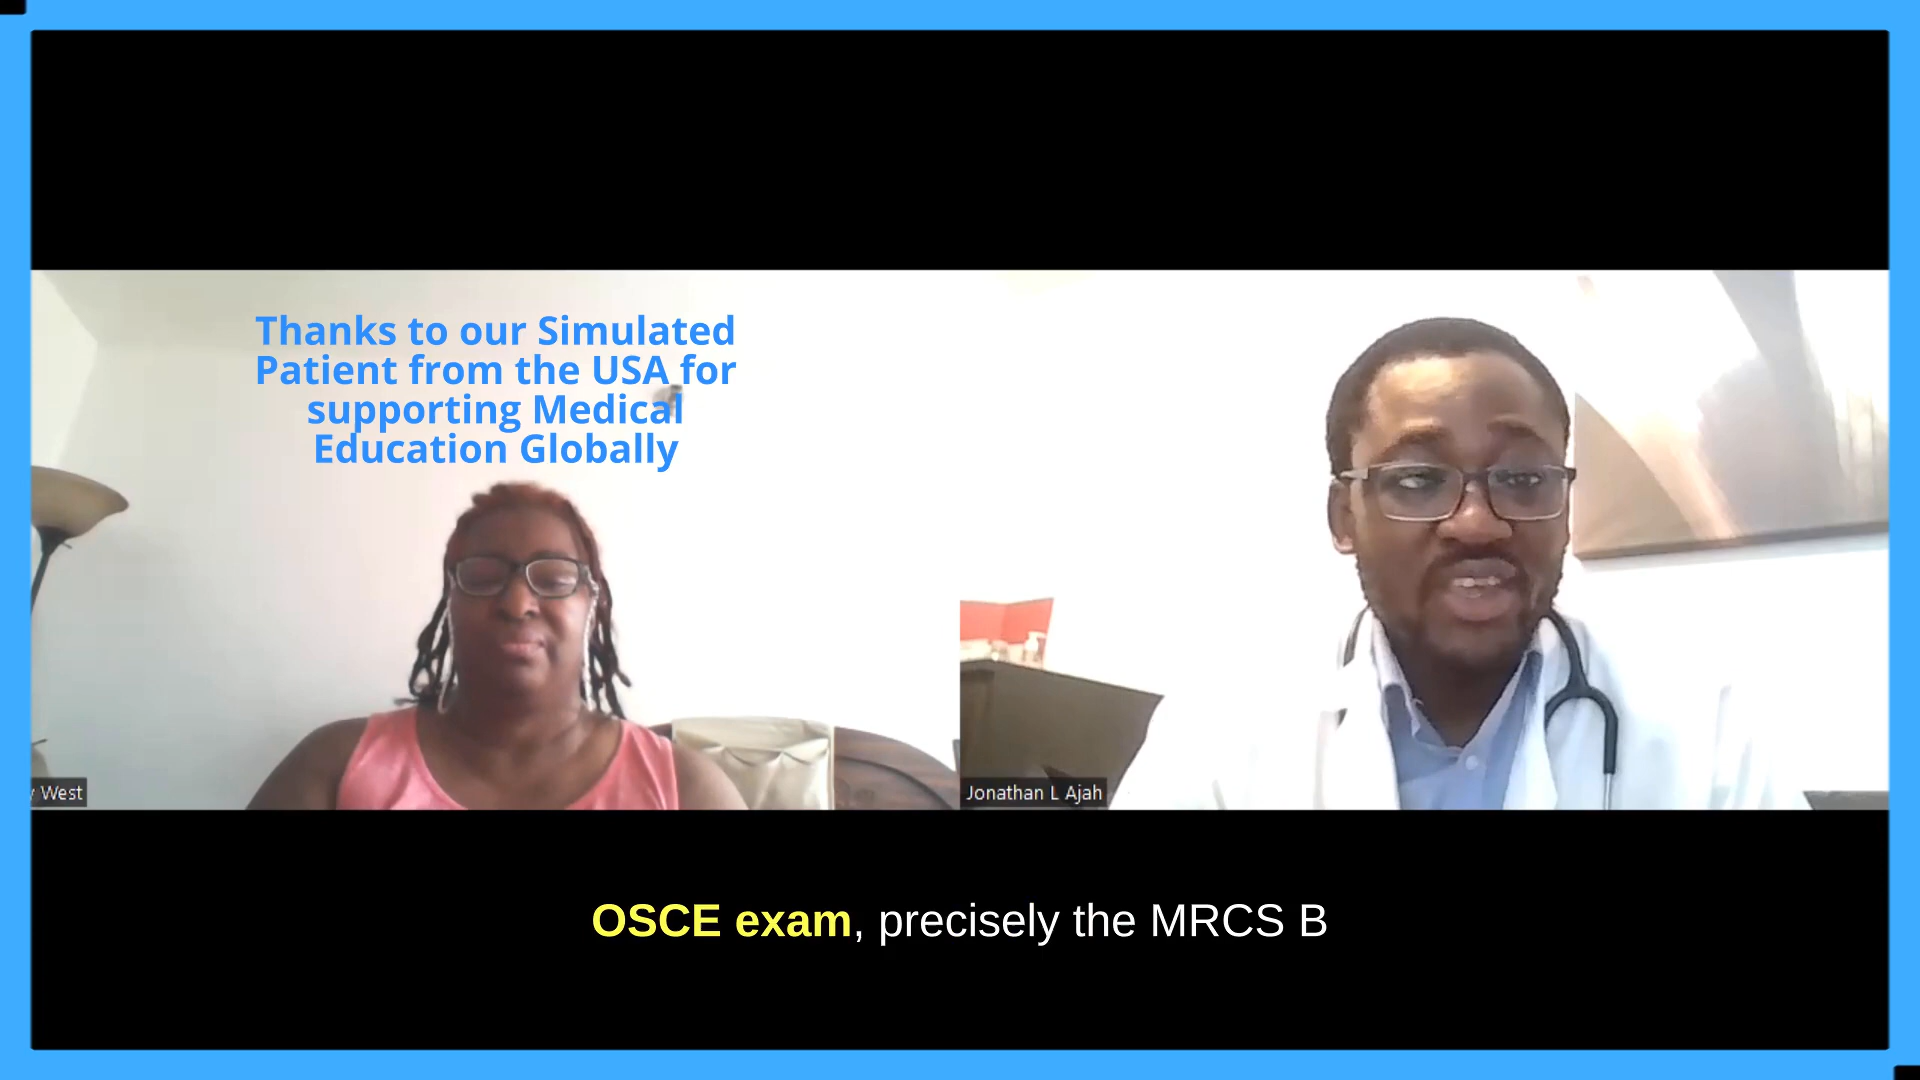 Thanks to our Simulated
Patient from the USA for
supporting Medical
Education Globally
West
Jonathan L Ajah
OSCE exam, precisely the MRCS B